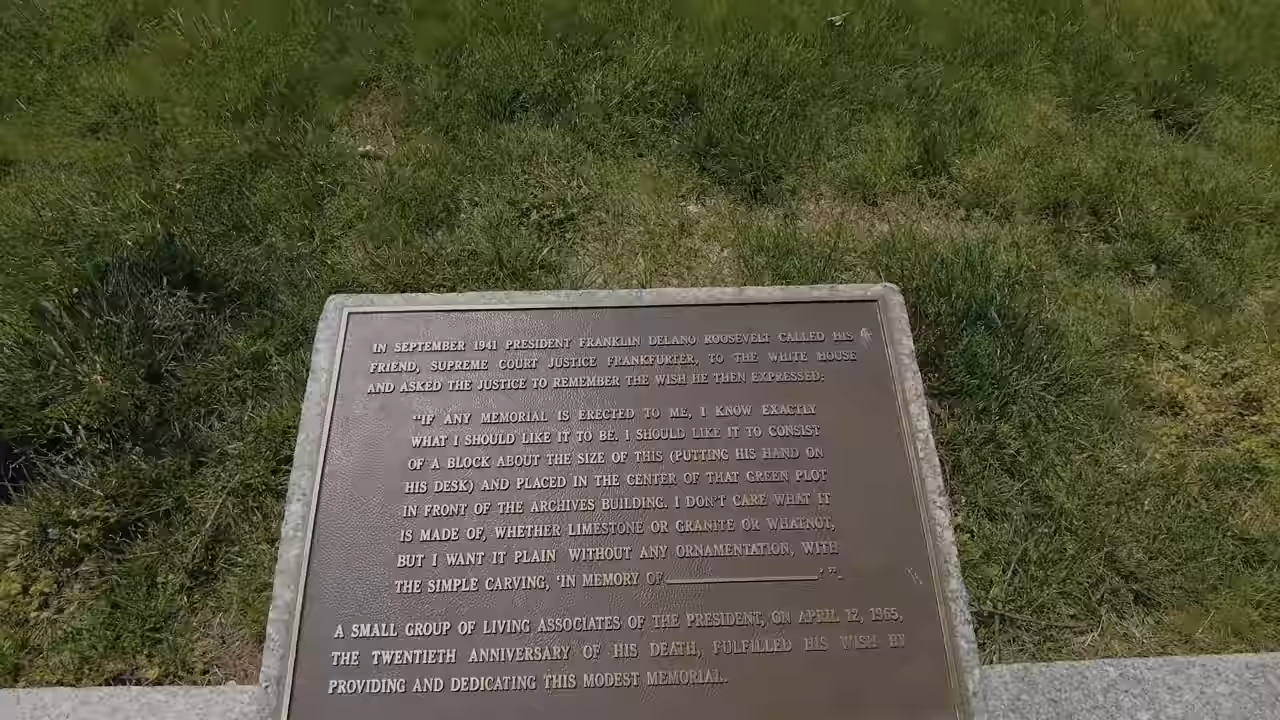 IN SEPTEMBER 1941 PRESIDENT FRANKLIN DELANO ROOSEVELT CALLED HIS
FRIEND, SUPREME COURT JUSTICE FRANKFURTER, TO THE WHITE HOUSE
AND ASKED THE JUSTICE TO REMEMBER THE WISH HE THEN EXPRESSED:
"IF ANY MEMORIAL IS ERECTED TO ME, I KNOW EXACTLY
WHAT I SHOULD LIKE IT TO BE. I SHOULD LIKE IT TO CONSIST
OF A BLOCK ABOUT THE SIZE OF THIS (PUTTING HIS HAND ON
HIS DESK) AND PLACED IN THE CENTER OF THAT GREEN PLOT
IN FRONT OF THE ARCHIVES BUILDING. I DON'T CARE WHAT IT
IS MADE OF, WHETHER LIMESTONE OR GRANITE OR WHATNOT,
BUT I WANT IT PLAIN WITHOUT ANY ORNAMENTATION, WITH
THE SIMPLE CARVING, 'IN MEMORY OF ____________.' ".
A SMALL GROUP OF LIVING ASSOCIATES OF THE PRESIDENT, ON APRIL 12, 1965,
THE TWENTIETH ANNIVERSARY OF HIS DEATH, FULFILLED HIS WISH BY
PROVIDING AND DEDICATING THIS MODEST MEMORIAL.